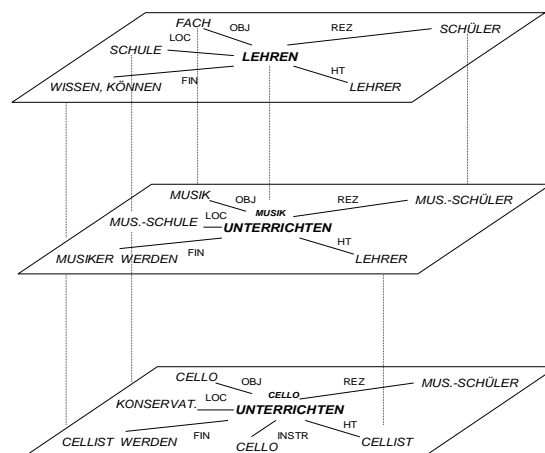 FACH OBJ REZ SCHÜLER
SCHULE LOC
LEHREN
WISSEN, KÖNNEN FIN HT LEHRER
MUSIK OBJ MUSIK REZ MUS.-SCHÜLER
MUS.-SCHULE LOC UNTERRICHTEN
MUSIKER WERDEN FIN HT LEHRER
CELLO OBJ CELLO REZ MUS.-SCHÜLER
KONSERVAT. LOC UNTERRICHTEN
CELLIST WERDEN FIN CELLO INSTR HT CELLIST